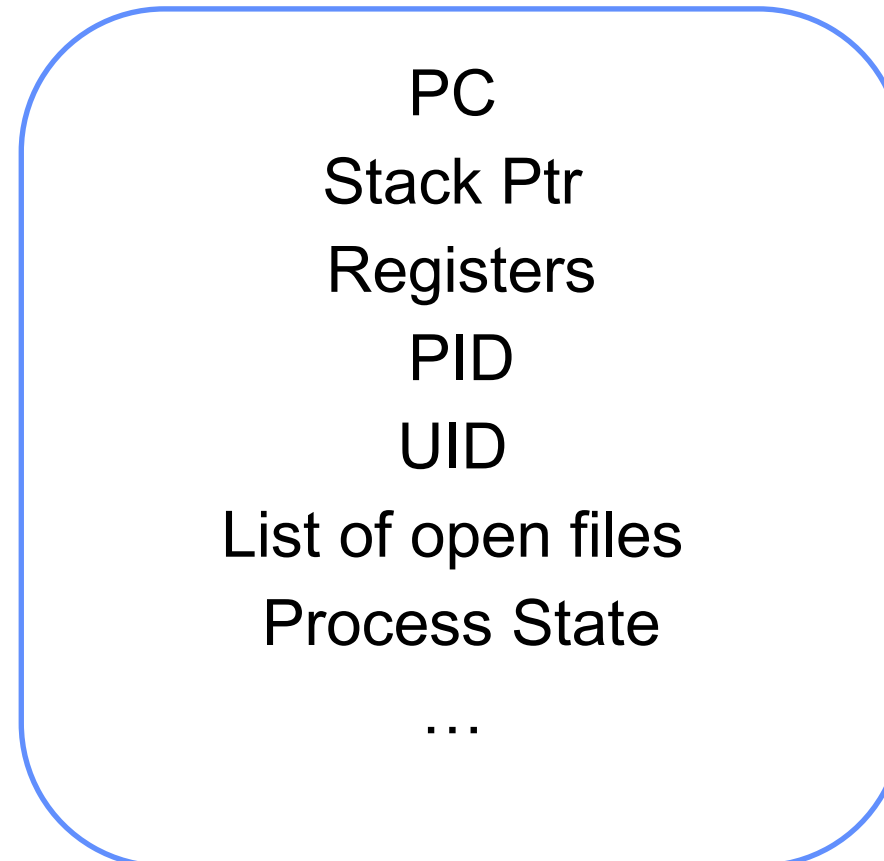 PC
Stack Ptr
Registers
PID
UID
List of open files
Process State
…